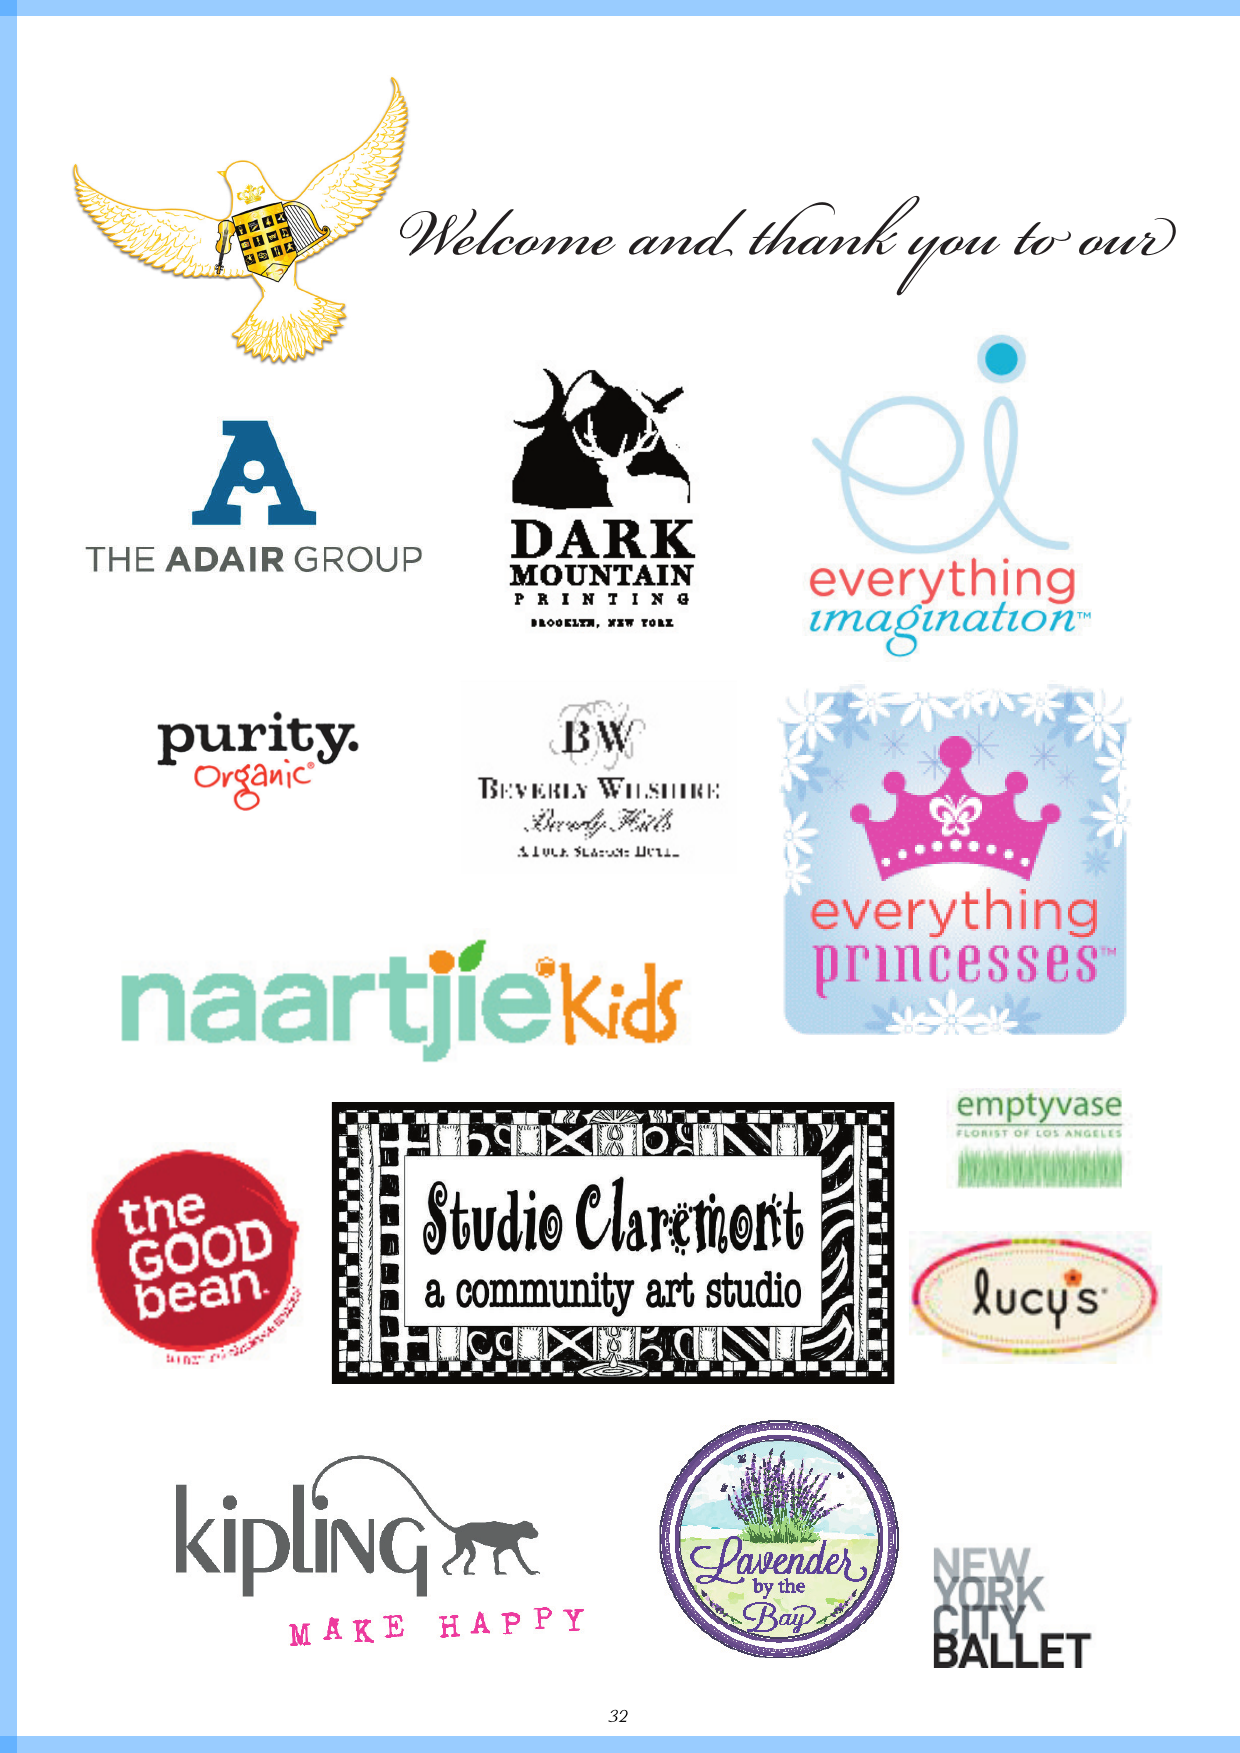 Welcome and thank you to our
THE ADAIR GROUP
DARK
MOUNTAIN
PRINTING
BROOKLYN, NEW YORK
ei
everything
imagination™
purity.
Organic®
BW
BEVERLY WILSHIRE
Beverly Hills
A FOUR SEASONS HOTEL
everything
princesses™
naartjie kids
emptyvase
FLORIST OF LOS ANGELES
the
GOOD
bean.
Studio Claremont
a community art studio
lucy's
kipling
MAKE HAPPY
Lavender
by the
Bay
NEW
YORK
CITY
BALLET
32